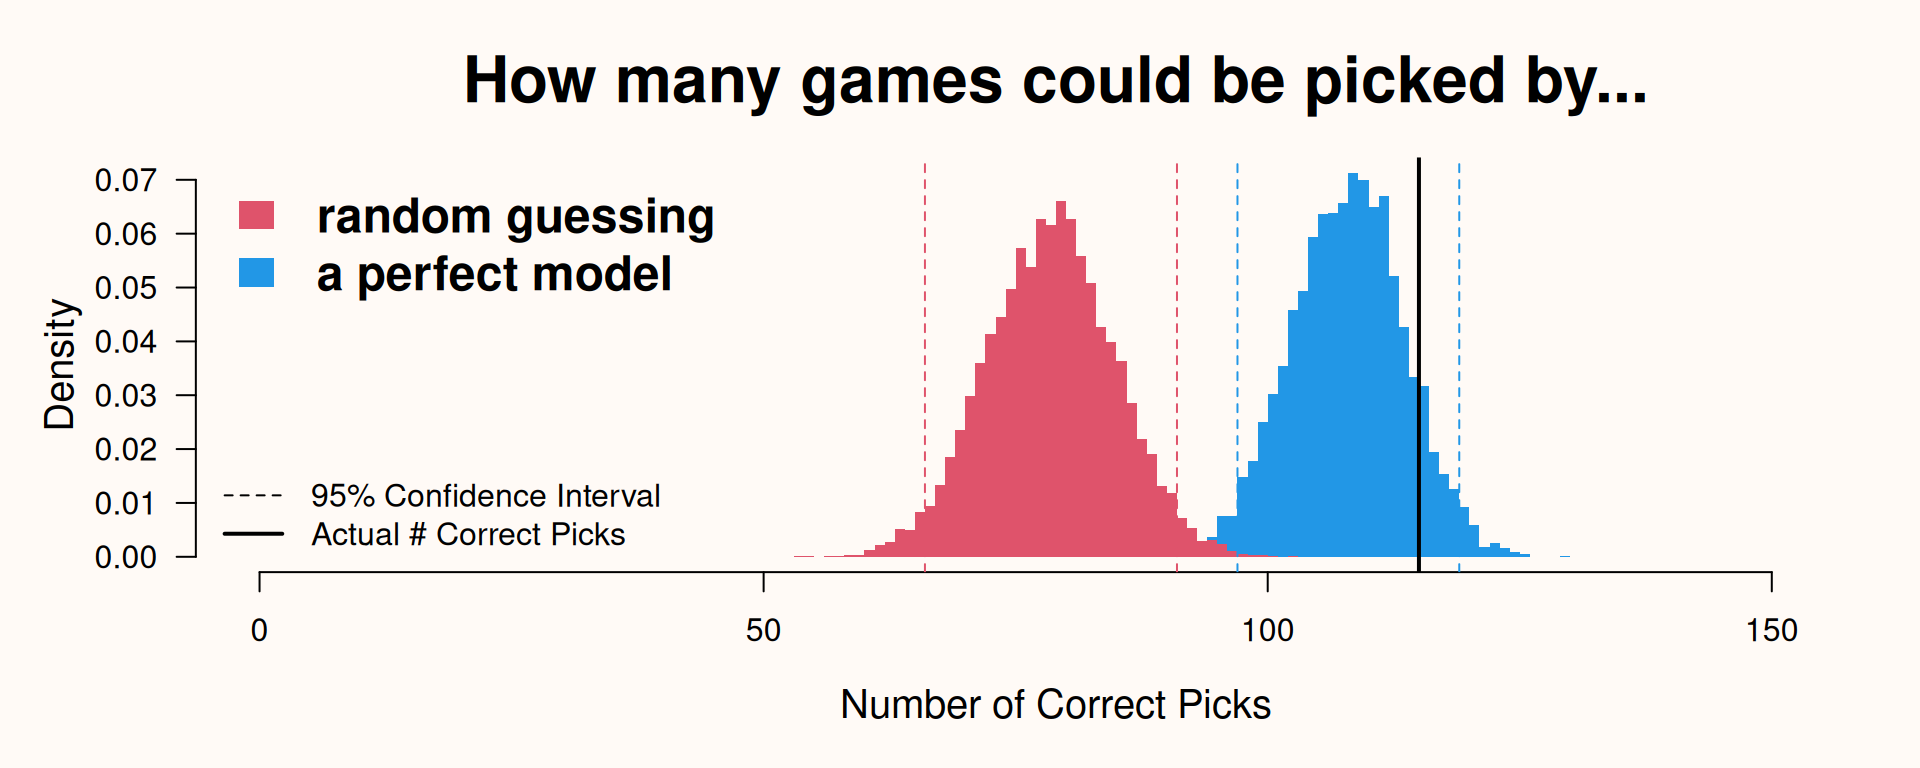 How many games could be picked by...
0.07
0.06
0.05
0.04
0.03
0.02
0.01
0.00
Density
random guessing
a perfect model
95% Confidence Interval
Actual # Correct Picks
0
50
100
150
Number of Correct Picks